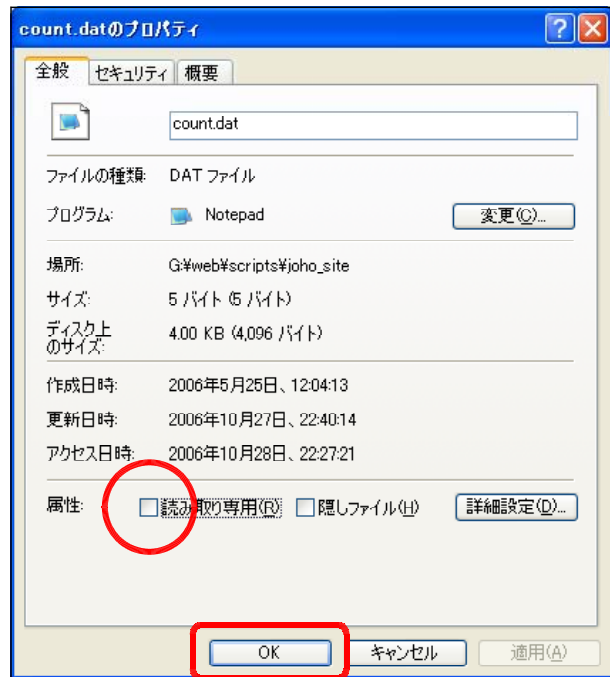 count.datのプロパティ
全般 セキュリティ 概要
count.dat
ファイルの種類: DAT ファイル
プログラム: Notepad 変更(C)...
場所: G:¥web¥scripts¥joho_site
サイズ: 5 バイト (5 バイト)
ディスク上
のサイズ: 4.00 KB (4,096 バイト)
作成日時: 2006年5月25日、12:04:13
更新日時: 2006年10月27日、22:40:14
アクセス日時: 2006年10月28日、22:27:21
属性: 読み取り専用(R) 隠しファイル(H) 詳細設定(D)...
OK キャンセル 適用(A)